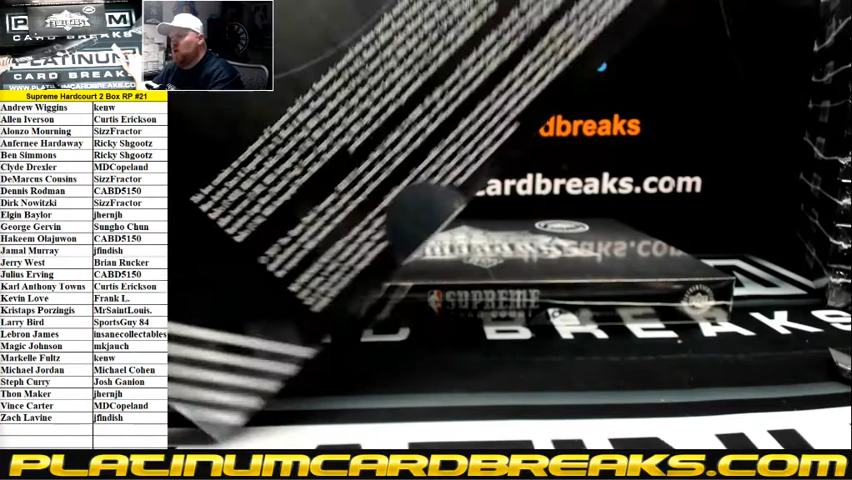 P M
PLATINUM
CARD BREAKS
Supreme Hardcourt 2 Box RP #21
Andrew Wiggins kenw
Allen Iverson Curtis Erickson
Alonzo Mourning SizzFractor
Anfernee Hardaway Ricky Shgootz
Ben Simmons Ricky Shgootz
Clyde Drexler MDCopeland
DeMarcus Cousins SizzFractor
Dennis Rodman CABD5150
Dirk Nowitzki SizzFractor
Elgin Baylor jhernjh
George Gervin Sungho Chun
Hakeem Olajuwon CABD5150
Jamal Murray jfindish
Jerry West Brian Rucker
Julius Erving CABD5150
Karl Anthony Towns Curtis Erickson
Kevin Love Frank L.
Kristaps Porzingis MrSaintLouis.
Larry Bird SportsGuy 84
Lebron James insanecollectables
Magic Johnson mkjauch
Markelle Fultz kenw
Michael Jordan Michael Cohen
Steph Curry Josh Ganion
Thon Maker jhernjh
Vince Carter MDCopeland
Zach Lavine jfindish
dbreaks
cardbreaks.com
SUPREME
HARD COURT
D BREAKS
PLATINUMCARDBREAKS.COM